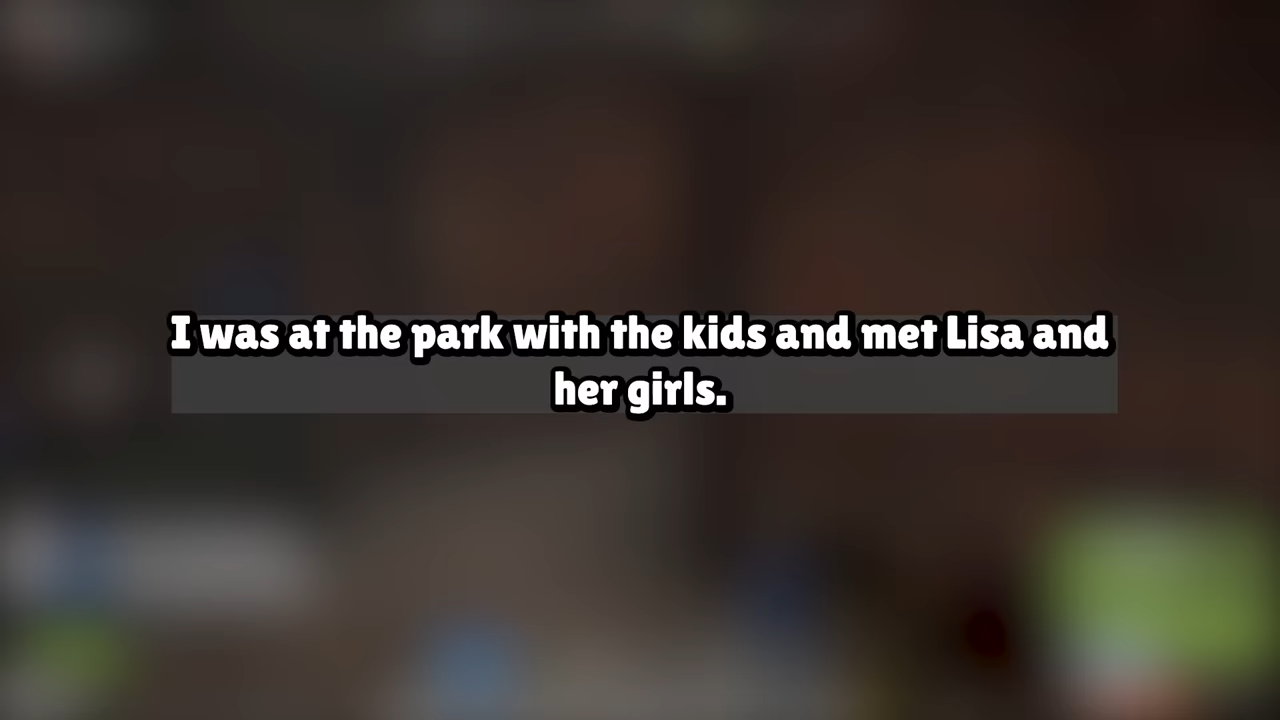 I was at the park with the kids and met Lisa and
her girls.